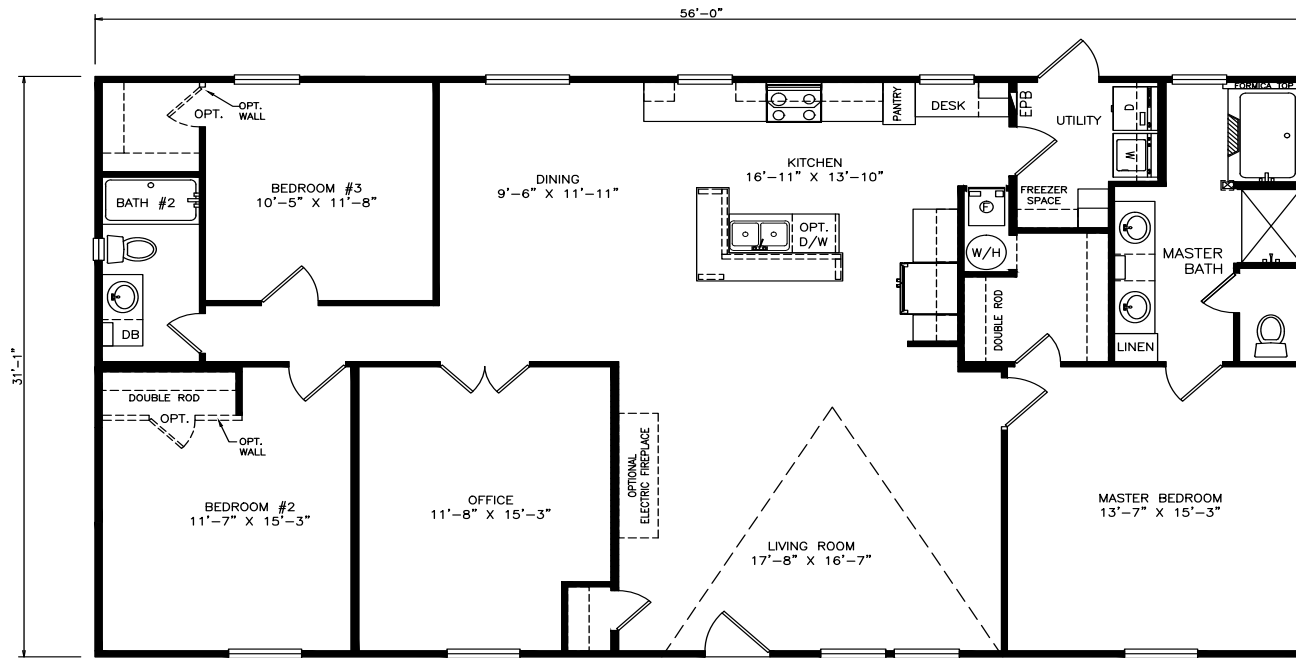 56'-0"
31'-1"
OPT.
WALL
OPT.
BEDROOM #3
10'-5" X 11'-8"
BATH #2
DB
DINING
9'-6" X 11'-11"
KITCHEN
16'-11" X 13'-10"
PANTRY
DESK
EPB
UTILITY
D
W
FORMICA TOP
FREEZER
SPACE
F
W/H
OPT.
D/W
DOUBLE ROD
MASTER
BATH
LINEN
DOUBLE ROD
OPT.
OPT.
WALL
BEDROOM #2
11'-7" X 15'-3"
OFFICE
11'-8" X 15'-3"
OPTIONAL
ELECTRIC FIREPLACE
LIVING ROOM
17'-8" X 16'-7"
MASTER BEDROOM
13'-7" X 15'-3"